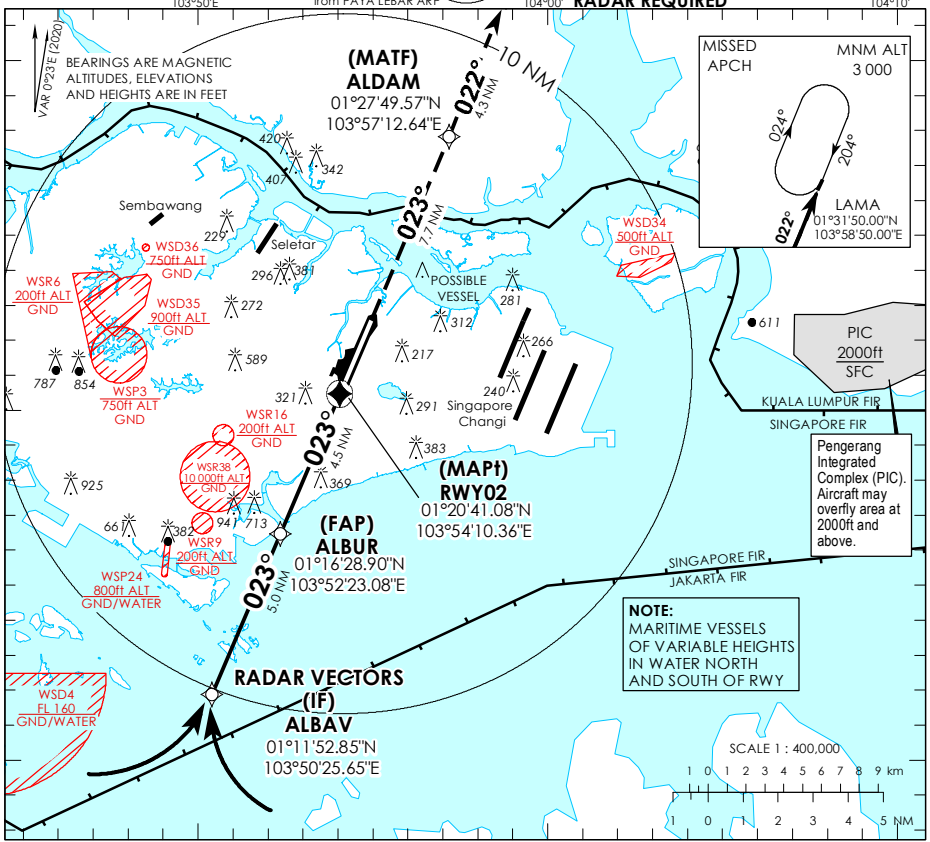 103°50'E
from PAYA LEBAR ARP
104°00'
RADAR REQUIRED
104°10'
VAR 0°23'E (2020)
BEARINGS ARE MAGNETIC
ALTITUDES, ELEVATIONS
AND HEIGHTS ARE IN FEET
(MATF)
ALDAM
01°27'49.57"N
103°57'12.64"E
022°
4.3 NM
10 NM
MISSED
APCH
MNM ALT
3 000
024°
204°
022°
LAMA
01°31'50.00"N
103°58'50.00"E
420
407
342
Sembawang
229
Seletar
023°
7.7 NM
WSD34
500ft ALT
GND
WSD36
750ft ALT
GND
WSR6
200ft ALT
GND
WSD35
900ft ALT
GND
296
381
272
POSSIBLE
VESSEL
281
312
611
PIC
2000ft
SFC
787
854
589
217
266
WSP3
750ft ALT
GND
321
291
240
Singapore
Changi
KUALA LUMPUR FIR
SINGAPORE FIR
WSR16
200ft ALT
GND
023°
4.5 NM
383
Pengerang
Integrated
Complex (PIC).
Aircraft may
overfly area at
2000ft and
above.
WSR38
10 000ft ALT
GND
925
369
(MAPt)
RWY02
01°20'41.08"N
103°54'10.36"E
661
382
941
713
WSR9
200ft ALT
GND
(FAP)
ALBUR
01°16'28.90"N
103°52'23.08"E
WSP24
800ft ALT
GND/WATER
023°
5.0 NM
SINGAPORE FIR
JAKARTA FIR
NOTE:
MARITIME VESSELS
OF VARIABLE HEIGHTS
IN WATER NORTH
AND SOUTH OF RWY
WSD4
FL 160
GND/WATER
RADAR VECTORS
(IF)
ALBAV
01°11'52.85"N
103°50'25.65"E
SCALE 1 : 400,000
1 0 1 2 3 4 5 6 7 8 9 km
1 0 1 2 3 4 5 NM